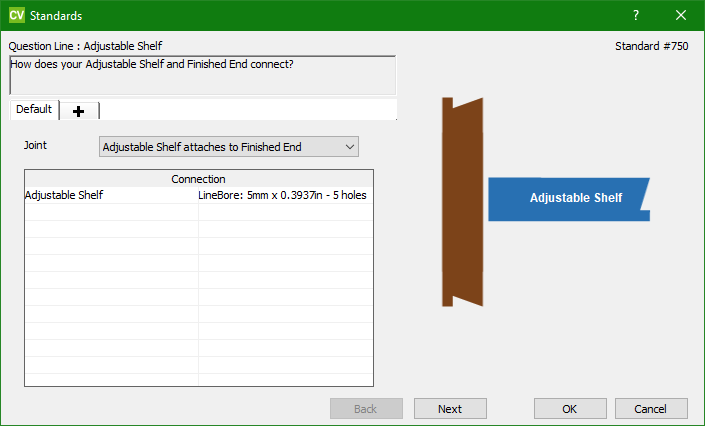 CV Standards
Question Line : Adjustable Shelf
Standard #750
How does your Adjustable Shelf and Finished End connect?
Default
Joint
Adjustable Shelf attaches to Finished End
Connection
Adjustable Shelf LineBore: 5mm x 0.3937in - 5 holes
Adjustable Shelf
Back
Next
OK
Cancel